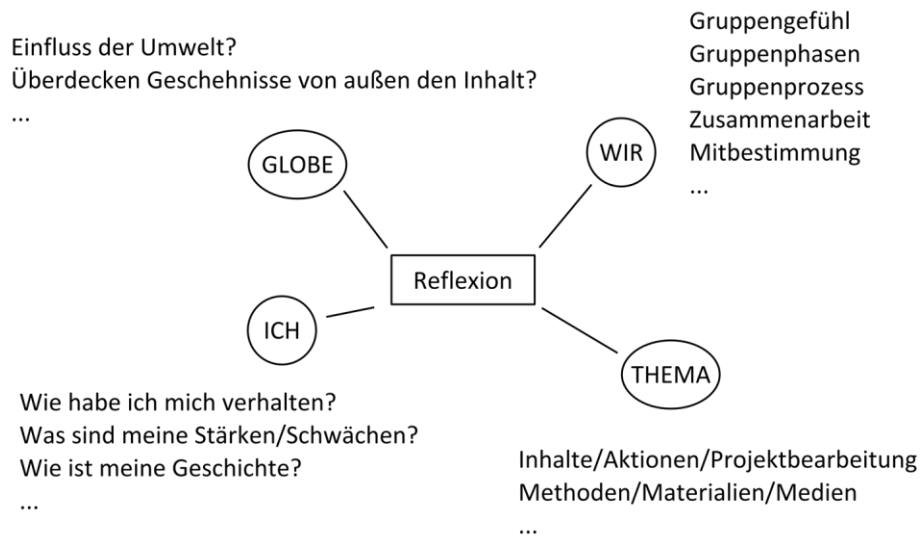 Einfluss der Umwelt?
Überdecken Geschehnisse von außen den Inhalt?
...
GLOBE
Gruppengefühl
Gruppenphasen
Gruppenprozess
Zusammenarbeit
Mitbestimmung
...
WIR
Reflexion
ICH
Wie habe ich mich verhalten?
Was sind meine Stärken/Schwächen?
Wie ist meine Geschichte?
...
THEMA
Inhalte/Aktionen/Projektbearbeitung
Methoden/Materialien/Medien
...